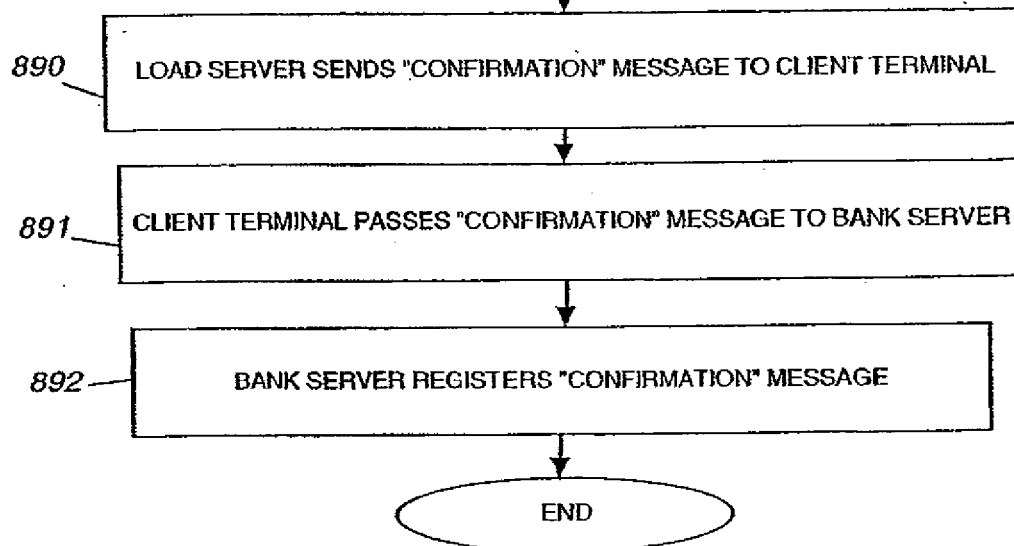 890
LOAD SERVER SENDS "CONFIRMATION" MESSAGE TO CLIENT TERMINAL
891
CLIENT TERMINAL PASSES "CONFIRMATION" MESSAGE TO BANK SERVER
892
BANK SERVER REGISTERS "CONFIRMATION" MESSAGE
END